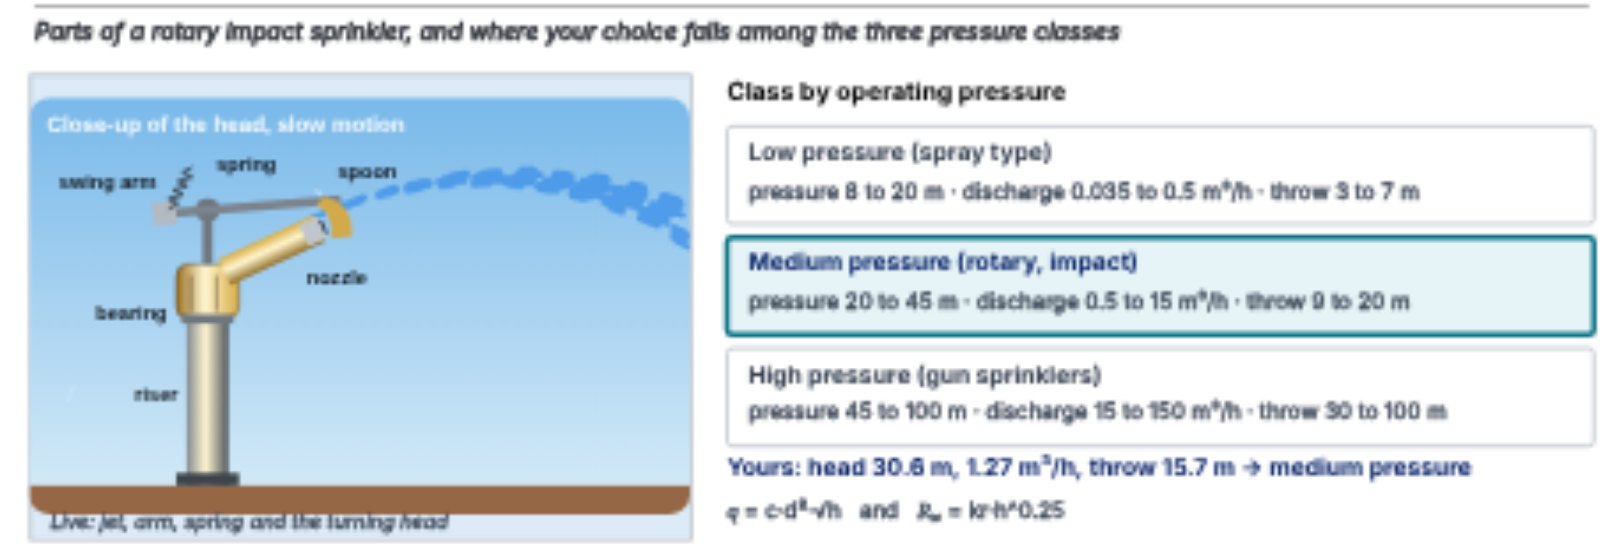 Parts of a rotary impact sprinkler, and where your choice falls among the three pressure classes
Close-up of the head, slow motion
spring
spoon
swing arm
nozzle
bearing
riser
Live: jet, arm, spring and the turning head
Class by operating pressure
Low pressure (spray type)
pressure 8 to 20 m · discharge 0.035 to 0.5 m³/h · throw 3 to 7 m
Medium pressure (rotary, impact)
pressure 20 to 45 m · discharge 0.5 to 15 m³/h · throw 9 to 20 m
High pressure (gun sprinklers)
pressure 45 to 100 m · discharge 15 to 150 m³/h · throw 30 to 100 m
Yours: head 30.6 m, 1.27 m³/h, throw 15.7 m → medium pressure
q = c·d²·√h and = kr·h^0.25